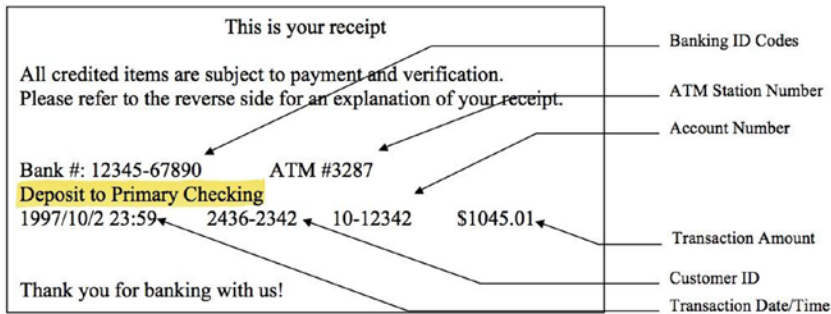 This is your receipt
Banking ID Codes
All credited items are subject to payment and verification.
Please refer to the reverse side for an explanation of your receipt.
ATM Station Number
Account Number
Bank #: 12345-67890 ATM #3287
Deposit to Primary Checking
1997/10/2 23:59 2436-2342 10-12342 $1045.01
Transaction Amount
Customer ID
Thank you for banking with us!
Transaction Date/Time